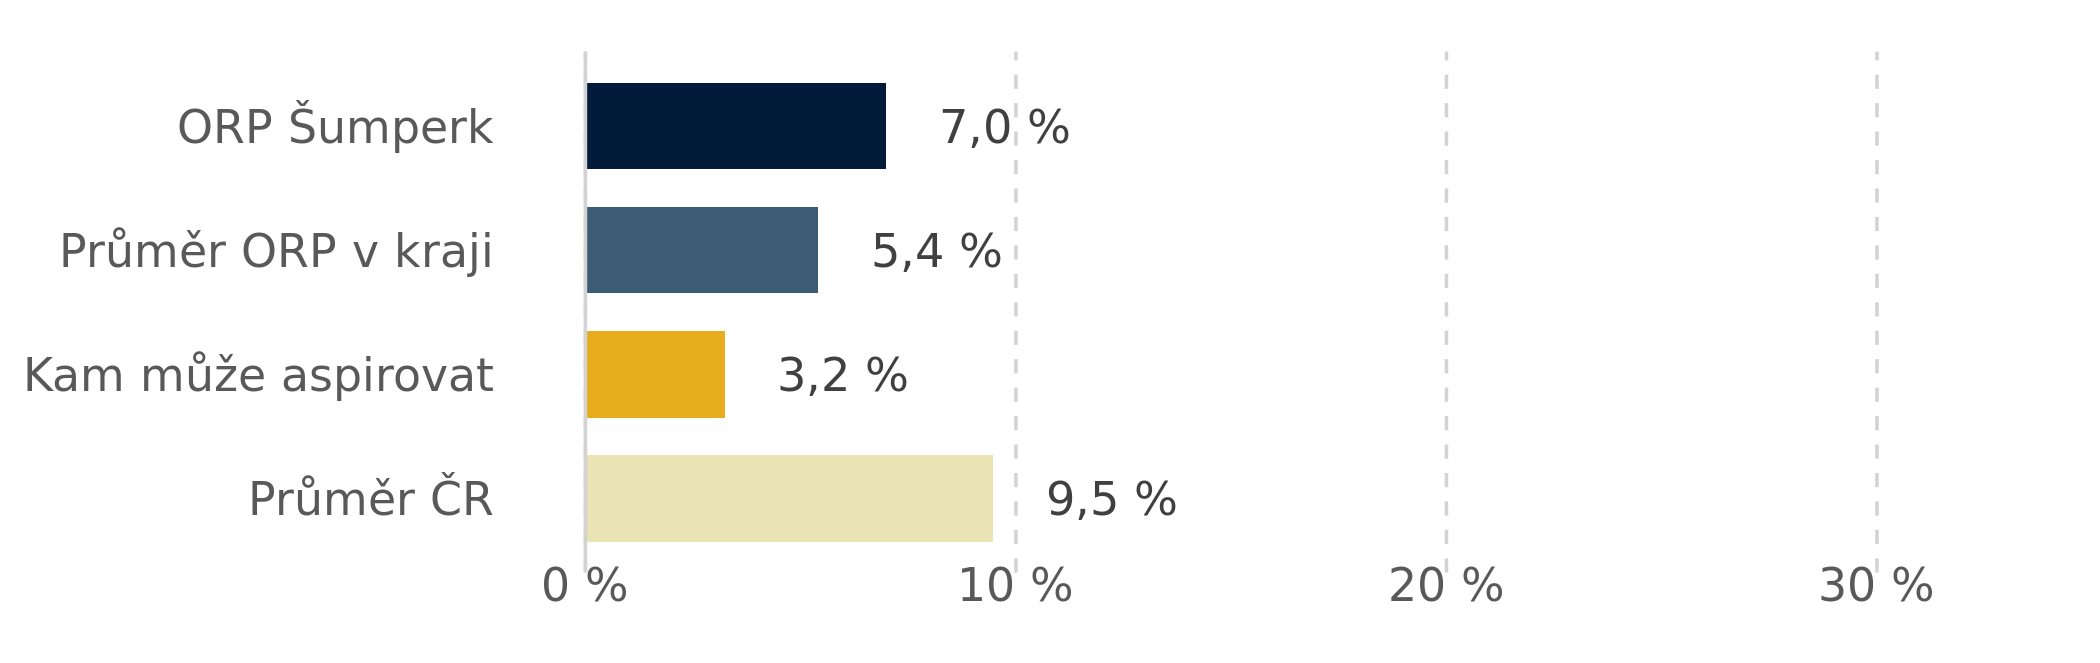 ORP Šumperk 7,0 %
Průměr ORP v kraji 5,4 %
Kam může aspirovat 3,2 %
Průměr ČR 9,5 %
0 % 10 % 20 % 30 %